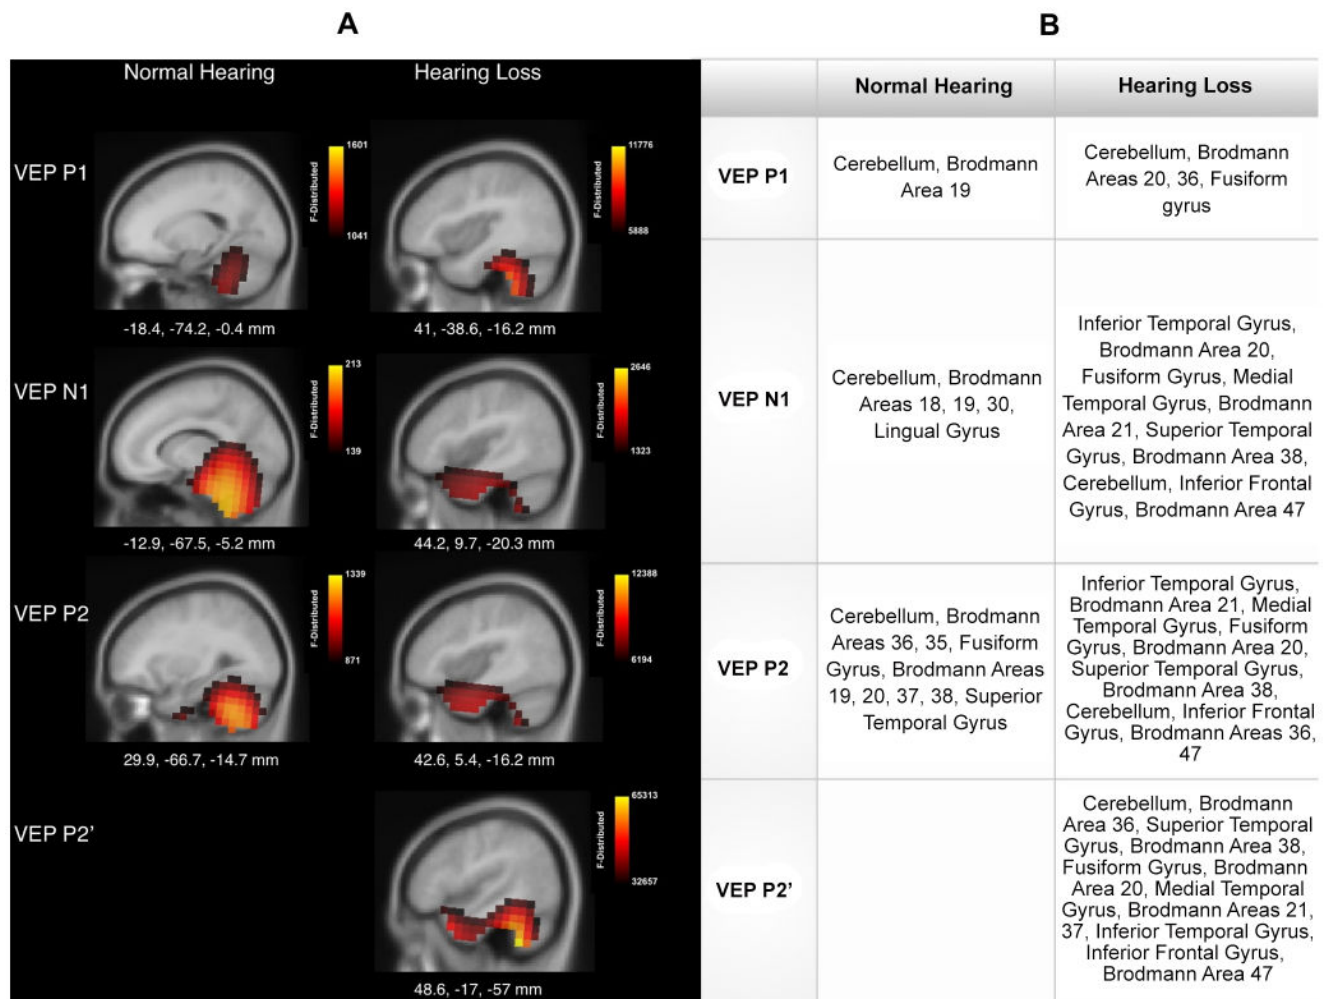 A
B
Normal Hearing
Hearing Loss
VEP P1
F-Distributed
1601
1041
-18.4, -74.2, -0.4 mm
F-Distributed
11776
5888
41, -38.6, -16.2 mm
VEP N1
F-Distributed
213
139
-12.9, -67.5, -5.2 mm
F-Distributed
2646
1323
44.2, 9.7, -20.3 mm
VEP P2
F-Distributed
1339
871
29.9, -66.7, -14.7 mm
F-Distributed
12388
6194
42.6, 5.4, -16.2 mm
VEP P2’
F-Distributed
65313
32657
48.6, -17, -57 mm
Normal Hearing
Hearing Loss
VEP P1
Cerebellum, Brodmann
Area 19
Cerebellum, Brodmann
Areas 20, 36, Fusiform
gyrus
VEP N1
Cerebellum, Brodmann
Areas 18, 19, 30,
Lingual Gyrus
Inferior Temporal Gyrus,
Brodmann Area 20,
Fusiform Gyrus, Medial
Temporal Gyrus, Brodmann
Area 21, Superior Temporal
Gyrus, Brodmann Area 38,
Cerebellum, Inferior Frontal
Gyrus, Brodmann Area 47
VEP P2
Cerebellum, Brodmann
Areas 36, 35, Fusiform
Gyrus, Brodmann Areas
19, 20, 37, 38, Superior
Temporal Gyrus
Inferior Temporal Gyrus,
Brodmann Area 21, Medial
Temporal Gyrus, Fusiform
Gyrus, Brodmann Area 20,
Superior Temporal Gyrus,
Brodmann Area 38,
Cerebellum, Inferior Frontal
Gyrus, Brodmann Areas 36,
47
VEP P2’
Cerebellum, Brodmann
Area 36, Superior Temporal
Gyrus, Brodmann Area 38,
Fusiform Gyrus, Brodmann
Area 20, Medial Temporal
Gyrus, Brodmann Areas 21,
37, Inferior Temporal Gyrus,
Inferior Frontal Gyrus,
Brodmann Area 47